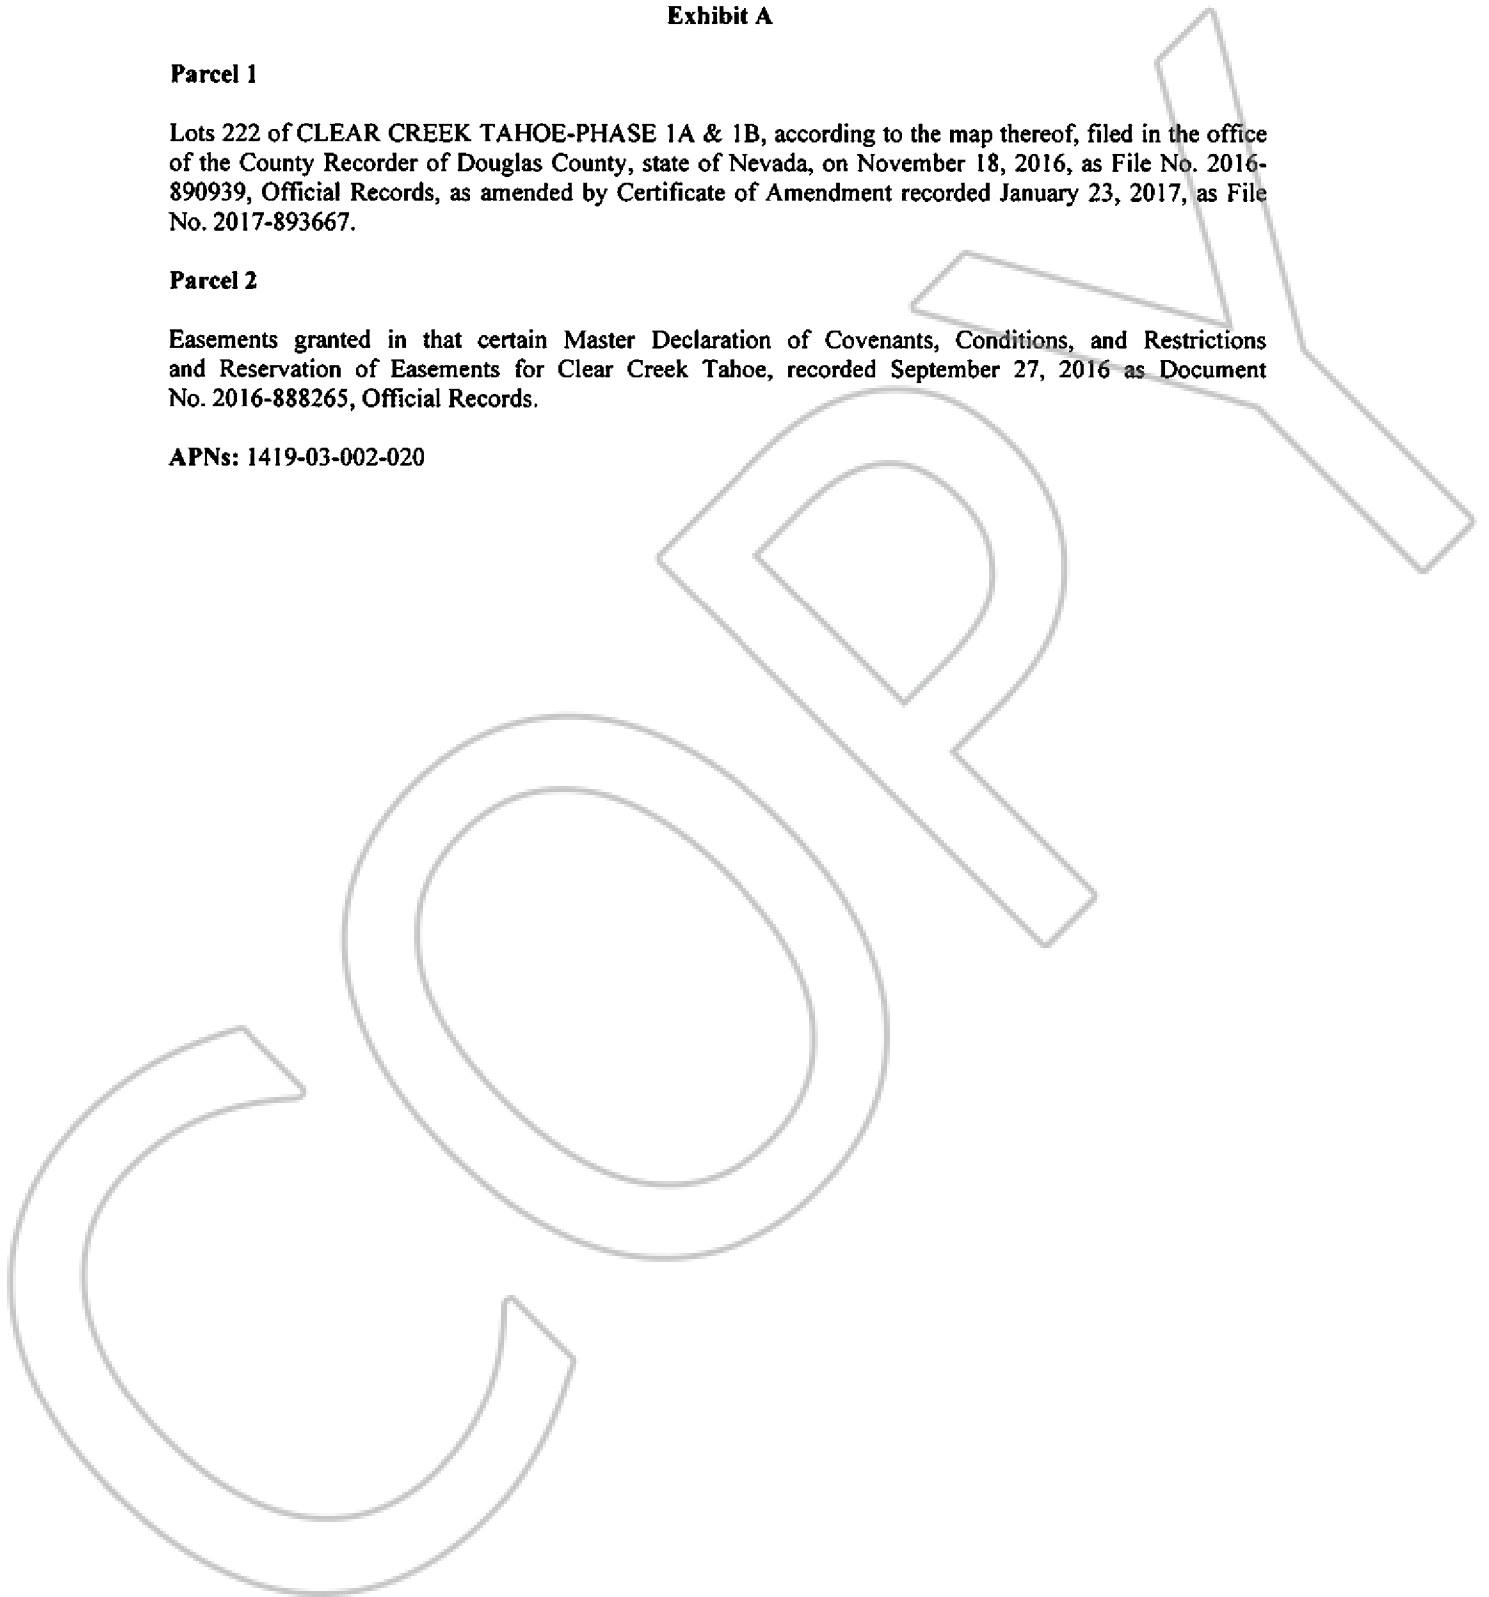 Exhibit A
Parcel 1
Lots 222 of CLEAR CREEK TAHOE-PHASE 1A & 1B, according to the map thereof, filed in the office
of the County Recorder of Douglas County, state of Nevada, on November 18, 2016, as File No. 2016-
890939, Official Records, as amended by Certificate of Amendment recorded January 23, 2017, as File
No. 2017-893667.
Parcel 2
Easements granted in that certain Master Declaration of Covenants, Conditions, and Restrictions
and Reservation of Easements for Clear Creek Tahoe, recorded September 27, 2016 as Document
No. 2016-888265, Official Records.
APNs: 1419-03-002-020
COPY